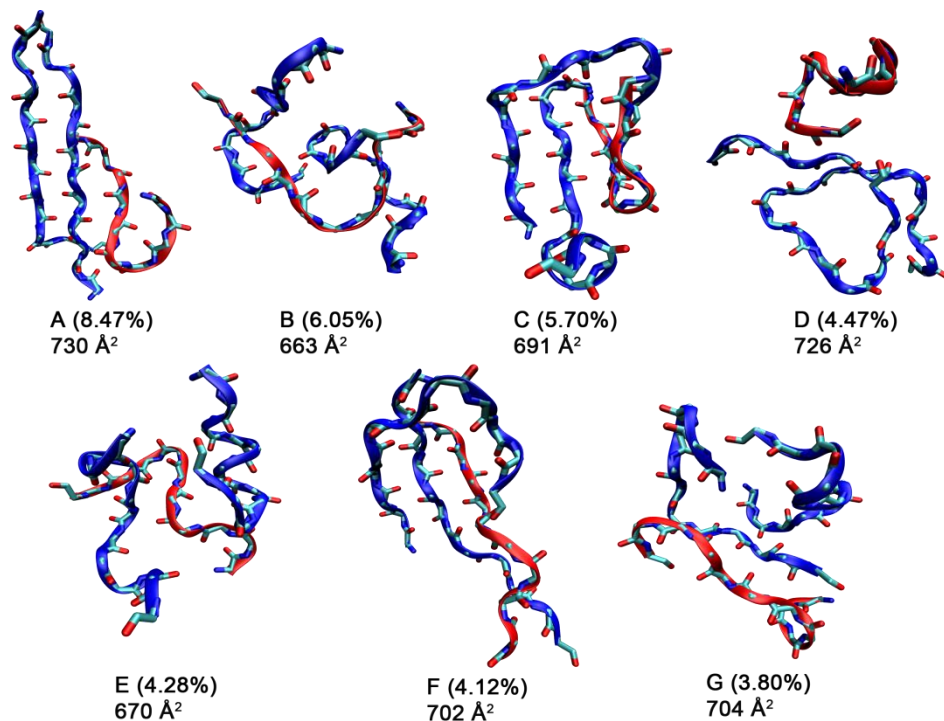 A (8.47%)
730 Å²
B (6.05%)
663 Å²
C (5.70%)
691 Å²
D (4.47%)
726 Å²
E (4.28%)
670 Å²
F (4.12%)
702 Å²
G (3.80%)
704 Å²